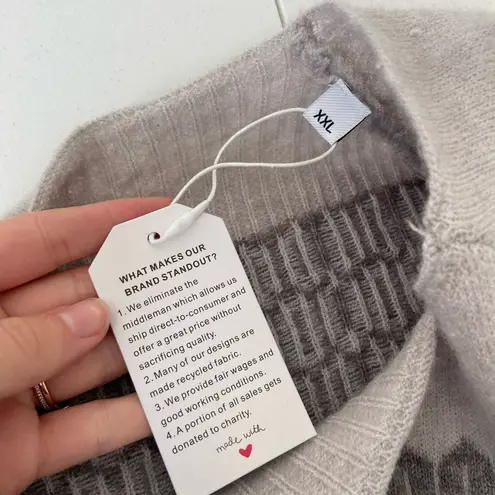 XXL
WHAT MAKES OUR
BRAND STANDOUT?
1. We eliminate the
middleman which allows us
ship direct-to-consumer and
offer a great price without
sacrificing quality.
2. Many of our designs are
made recycled fabric.
3. We provide fair wages and
good working conditions.
4. A portion of all sales gets
donated to charity.
made with